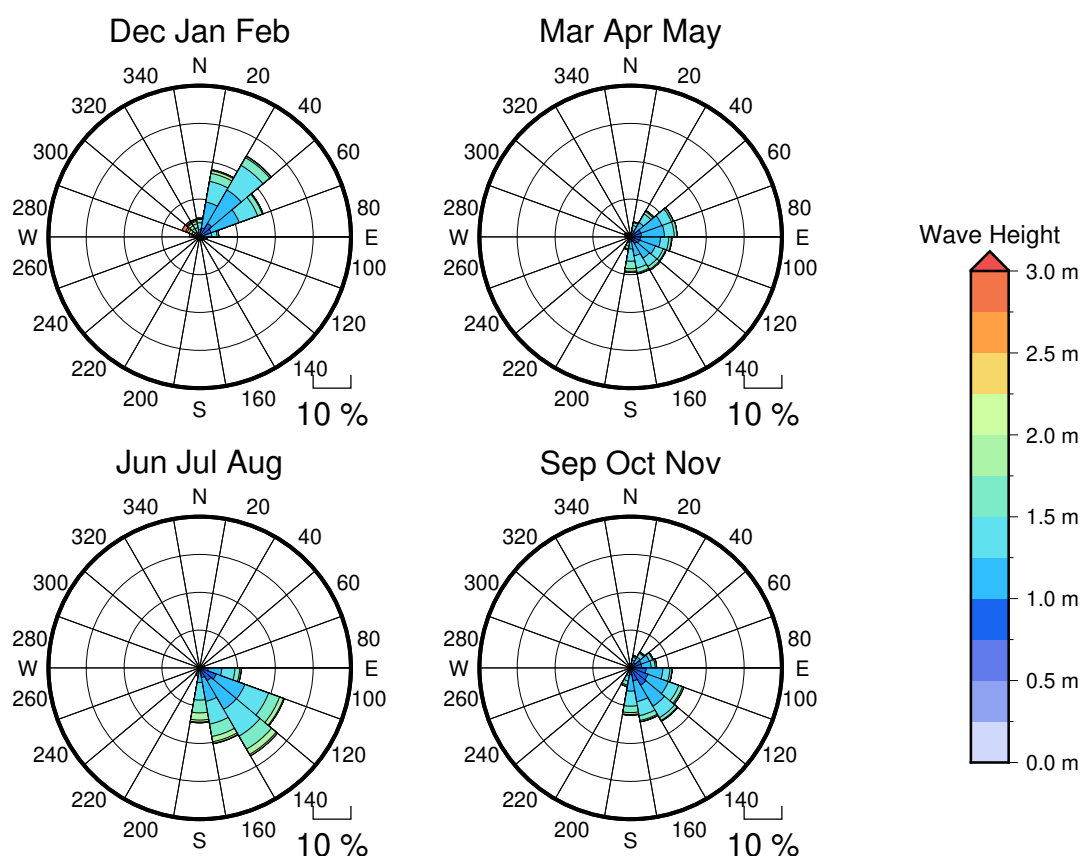 Dec Jan Feb
N
20
40
60
80
E
100
120
140
160
S
200
220
240
260
W
280
300
320
340
10 %
Mar Apr May
N
20
40
60
80
E
100
120
140
160
S
200
220
240
260
W
280
300
320
340
10 %
Jun Jul Aug
N
20
40
60
80
E
100
120
140
160
S
200
220
240
260
W
280
300
320
340
10 %
Sep Oct Nov
N
20
40
60
80
E
100
120
140
160
S
200
220
240
260
W
280
300
320
340
10 %
Wave Height
3.0 m
2.5 m
2.0 m
1.5 m
1.0 m
0.5 m
0.0 m